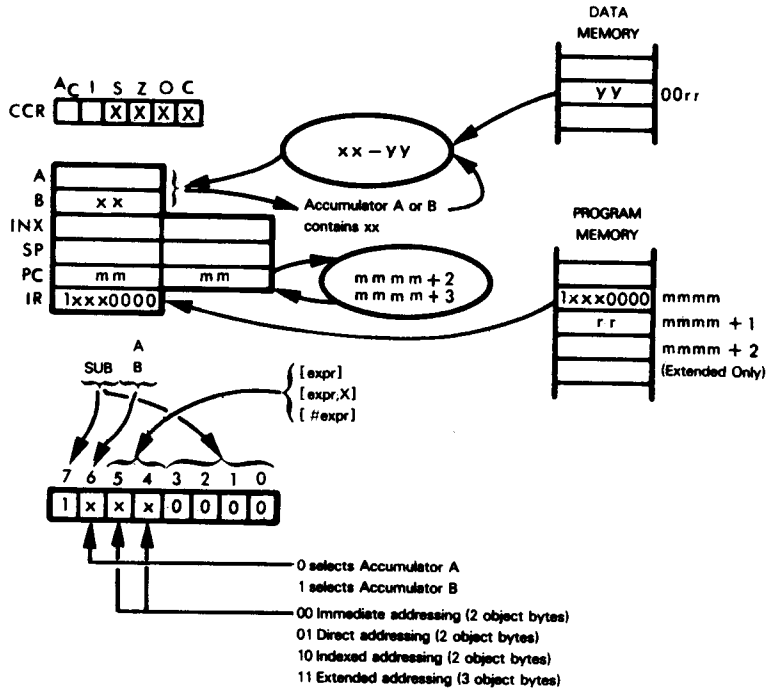 DATA
MEMORY
AC I S Z O C
CCR X X X X
yy 00rr
xx – yy
A
B xx
Accumulator A or B
contains xx
INX
SP
PC mm mm
IR 1xxx0000
mmmm + 2
mmmm + 3
PROGRAM
MEMORY
1xxx0000 mmmm
rr mmmm + 1
mmmm + 2
(Extended Only)
A
SUB B
[expr]
[expr,X]
[#expr]
7 6 5 4 3 2 1 0
1 x x x 0 0 0 0
0 selects Accumulator A
1 selects Accumulator B
00 Immediate addressing (2 object bytes)
01 Direct addressing (2 object bytes)
10 Indexed addressing (2 object bytes)
11 Extended addressing (3 object bytes)